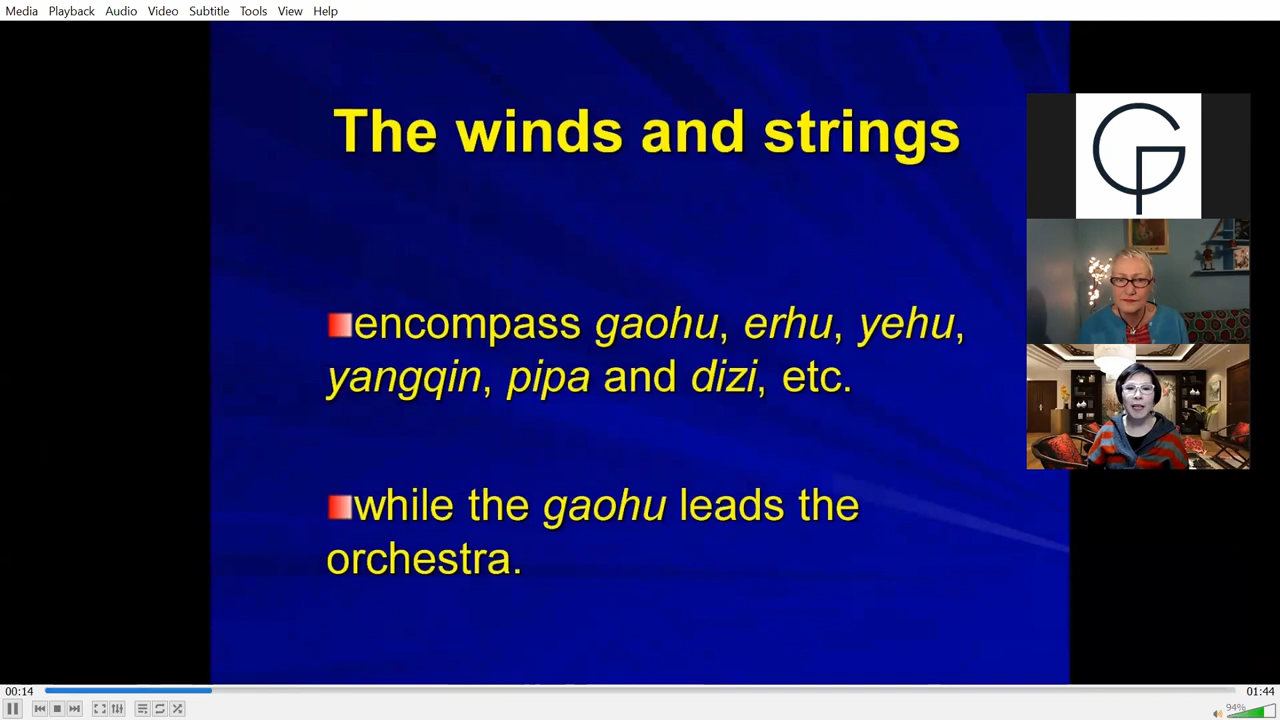 Media Playback Audio Video Subtitle Tools View Help
The winds and strings
encompass gaohu, erhu, yehu,
yangqin, pipa and dizi, etc.
while the gaohu leads the
orchestra.
00:14
01:44
94%